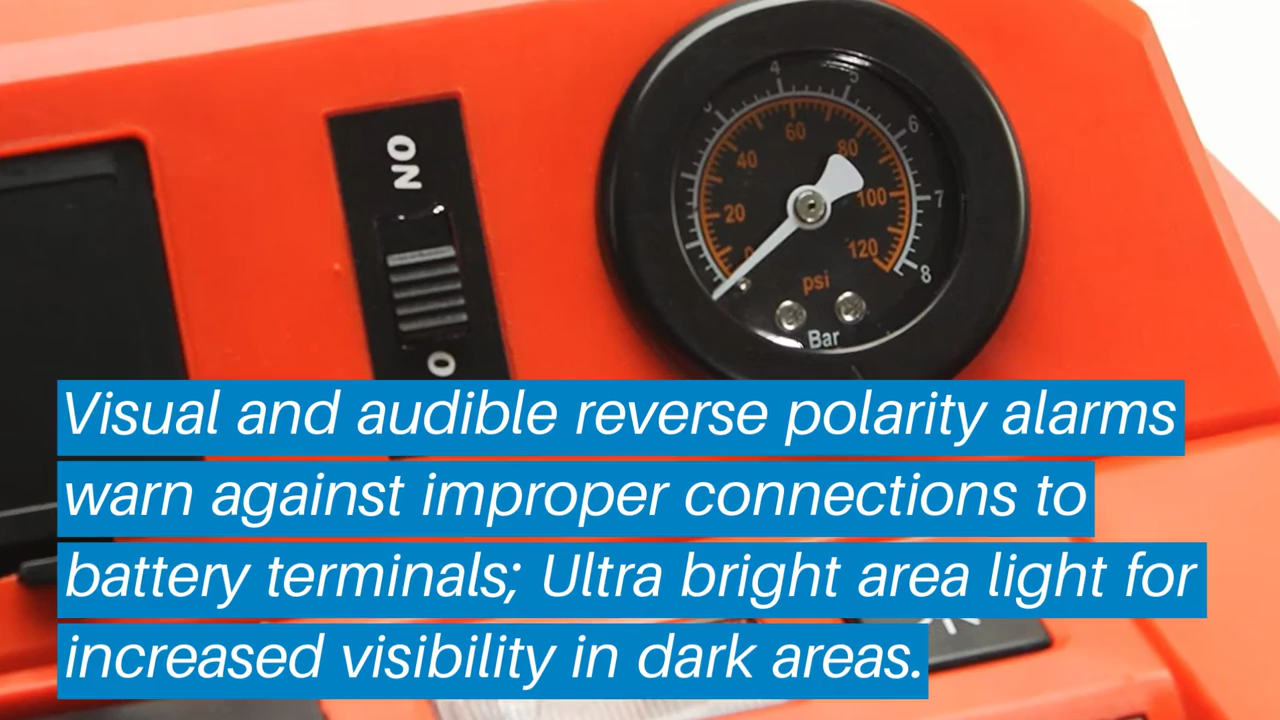 ON
O
4
5
6
7
8
0
20
40
60
80
100
120
psi
Bar
Visual and audible reverse polarity alarms
warn against improper connections to
battery terminals; Ultra bright area light for
increased visibility in dark areas.